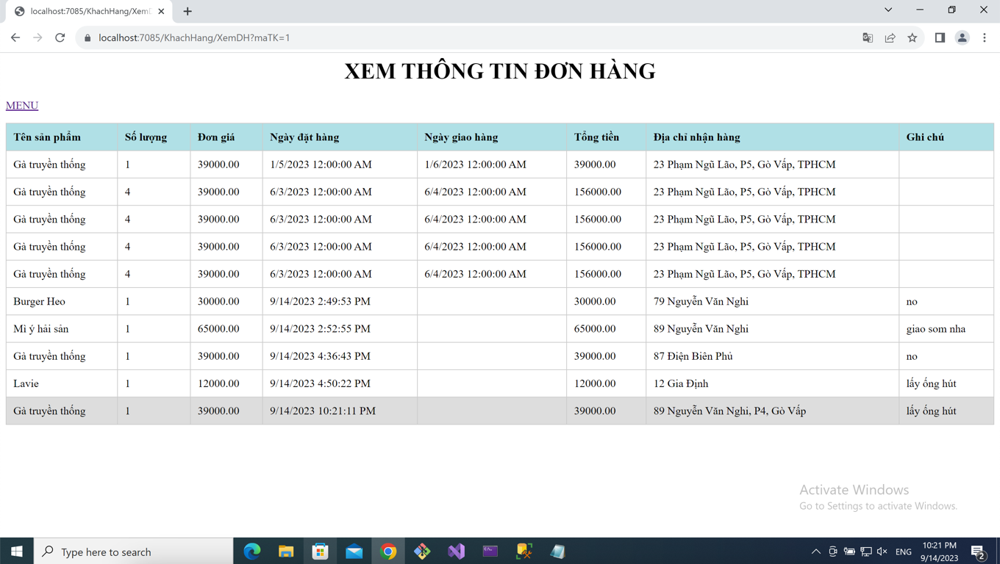 localhost:7085/KhachHang/XemD
localhost:7085/KhachHang/XemDH?maTK=1
XEM THÔNG TIN ĐƠN HÀNG
MENU
Tên sản phẩm Số lượng Đơn giá Ngày đặt hàng Ngày giao hàng Tổng tiền Địa chỉ nhận hàng Ghi chú
Gà truyền thống 1 39000.00 1/5/2023 12:00:00 AM 1/6/2023 12:00:00 AM 39000.00 23 Phạm Ngũ Lão, P5, Gò Vấp, TPHCM
Gà truyền thống 4 39000.00 6/3/2023 12:00:00 AM 6/4/2023 12:00:00 AM 156000.00 23 Phạm Ngũ Lão, P5, Gò Vấp, TPHCM
Gà truyền thống 4 39000.00 6/3/2023 12:00:00 AM 6/4/2023 12:00:00 AM 156000.00 23 Phạm Ngũ Lão, P5, Gò Vấp, TPHCM
Gà truyền thống 4 39000.00 6/3/2023 12:00:00 AM 6/4/2023 12:00:00 AM 156000.00 23 Phạm Ngũ Lão, P5, Gò Vấp, TPHCM
Gà truyền thống 4 39000.00 6/3/2023 12:00:00 AM 6/4/2023 12:00:00 AM 156000.00 23 Phạm Ngũ Lão, P5, Gò Vấp, TPHCM
Burger Heo 1 30000.00 9/14/2023 2:49:53 PM 30000.00 79 Nguyễn Văn Nghi no
Mì ý hải sản 1 65000.00 9/14/2023 2:52:55 PM 65000.00 89 Nguyễn Văn Nghi giao som nha
Gà truyền thống 1 39000.00 9/14/2023 4:36:43 PM 39000.00 87 Điện Biên Phủ no
Lavie 1 12000.00 9/14/2023 4:50:22 PM 12000.00 12 Gia Định lấy ống hút
Gà truyền thống 1 39000.00 9/14/2023 10:21:11 PM 39000.00 89 Nguyễn Văn Nghi, P4, Gò Vấp lấy ống hút
Activate Windows
Go to Settings to activate Windows.
Type here to search
ENG
10:21 PM
9/14/2023
2